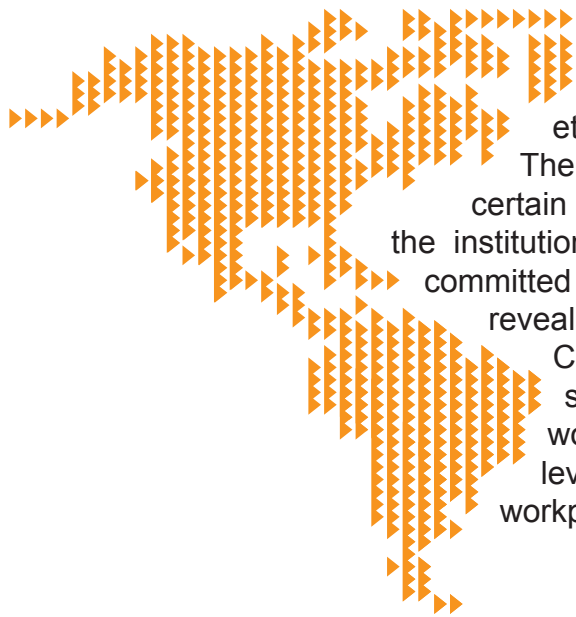 et
The
certain
the institution
committed
reveal
C
s
wo
lev
workp